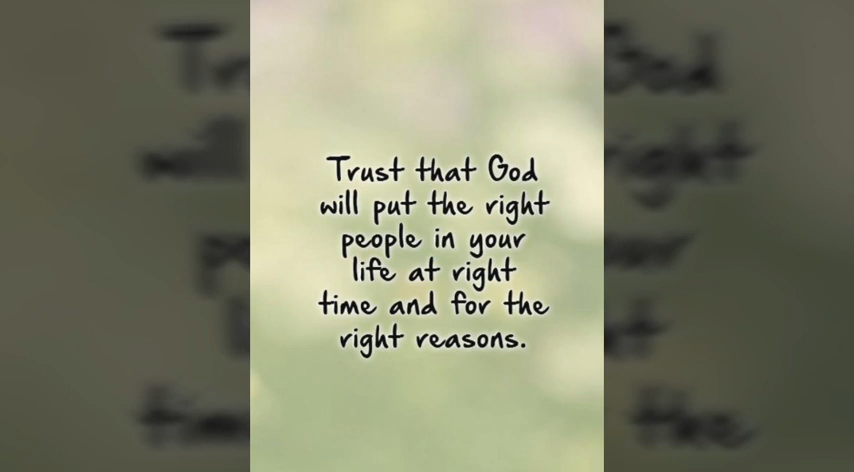 Trust that God
will put the right
people in your
life at right
time and for the
right reasons.